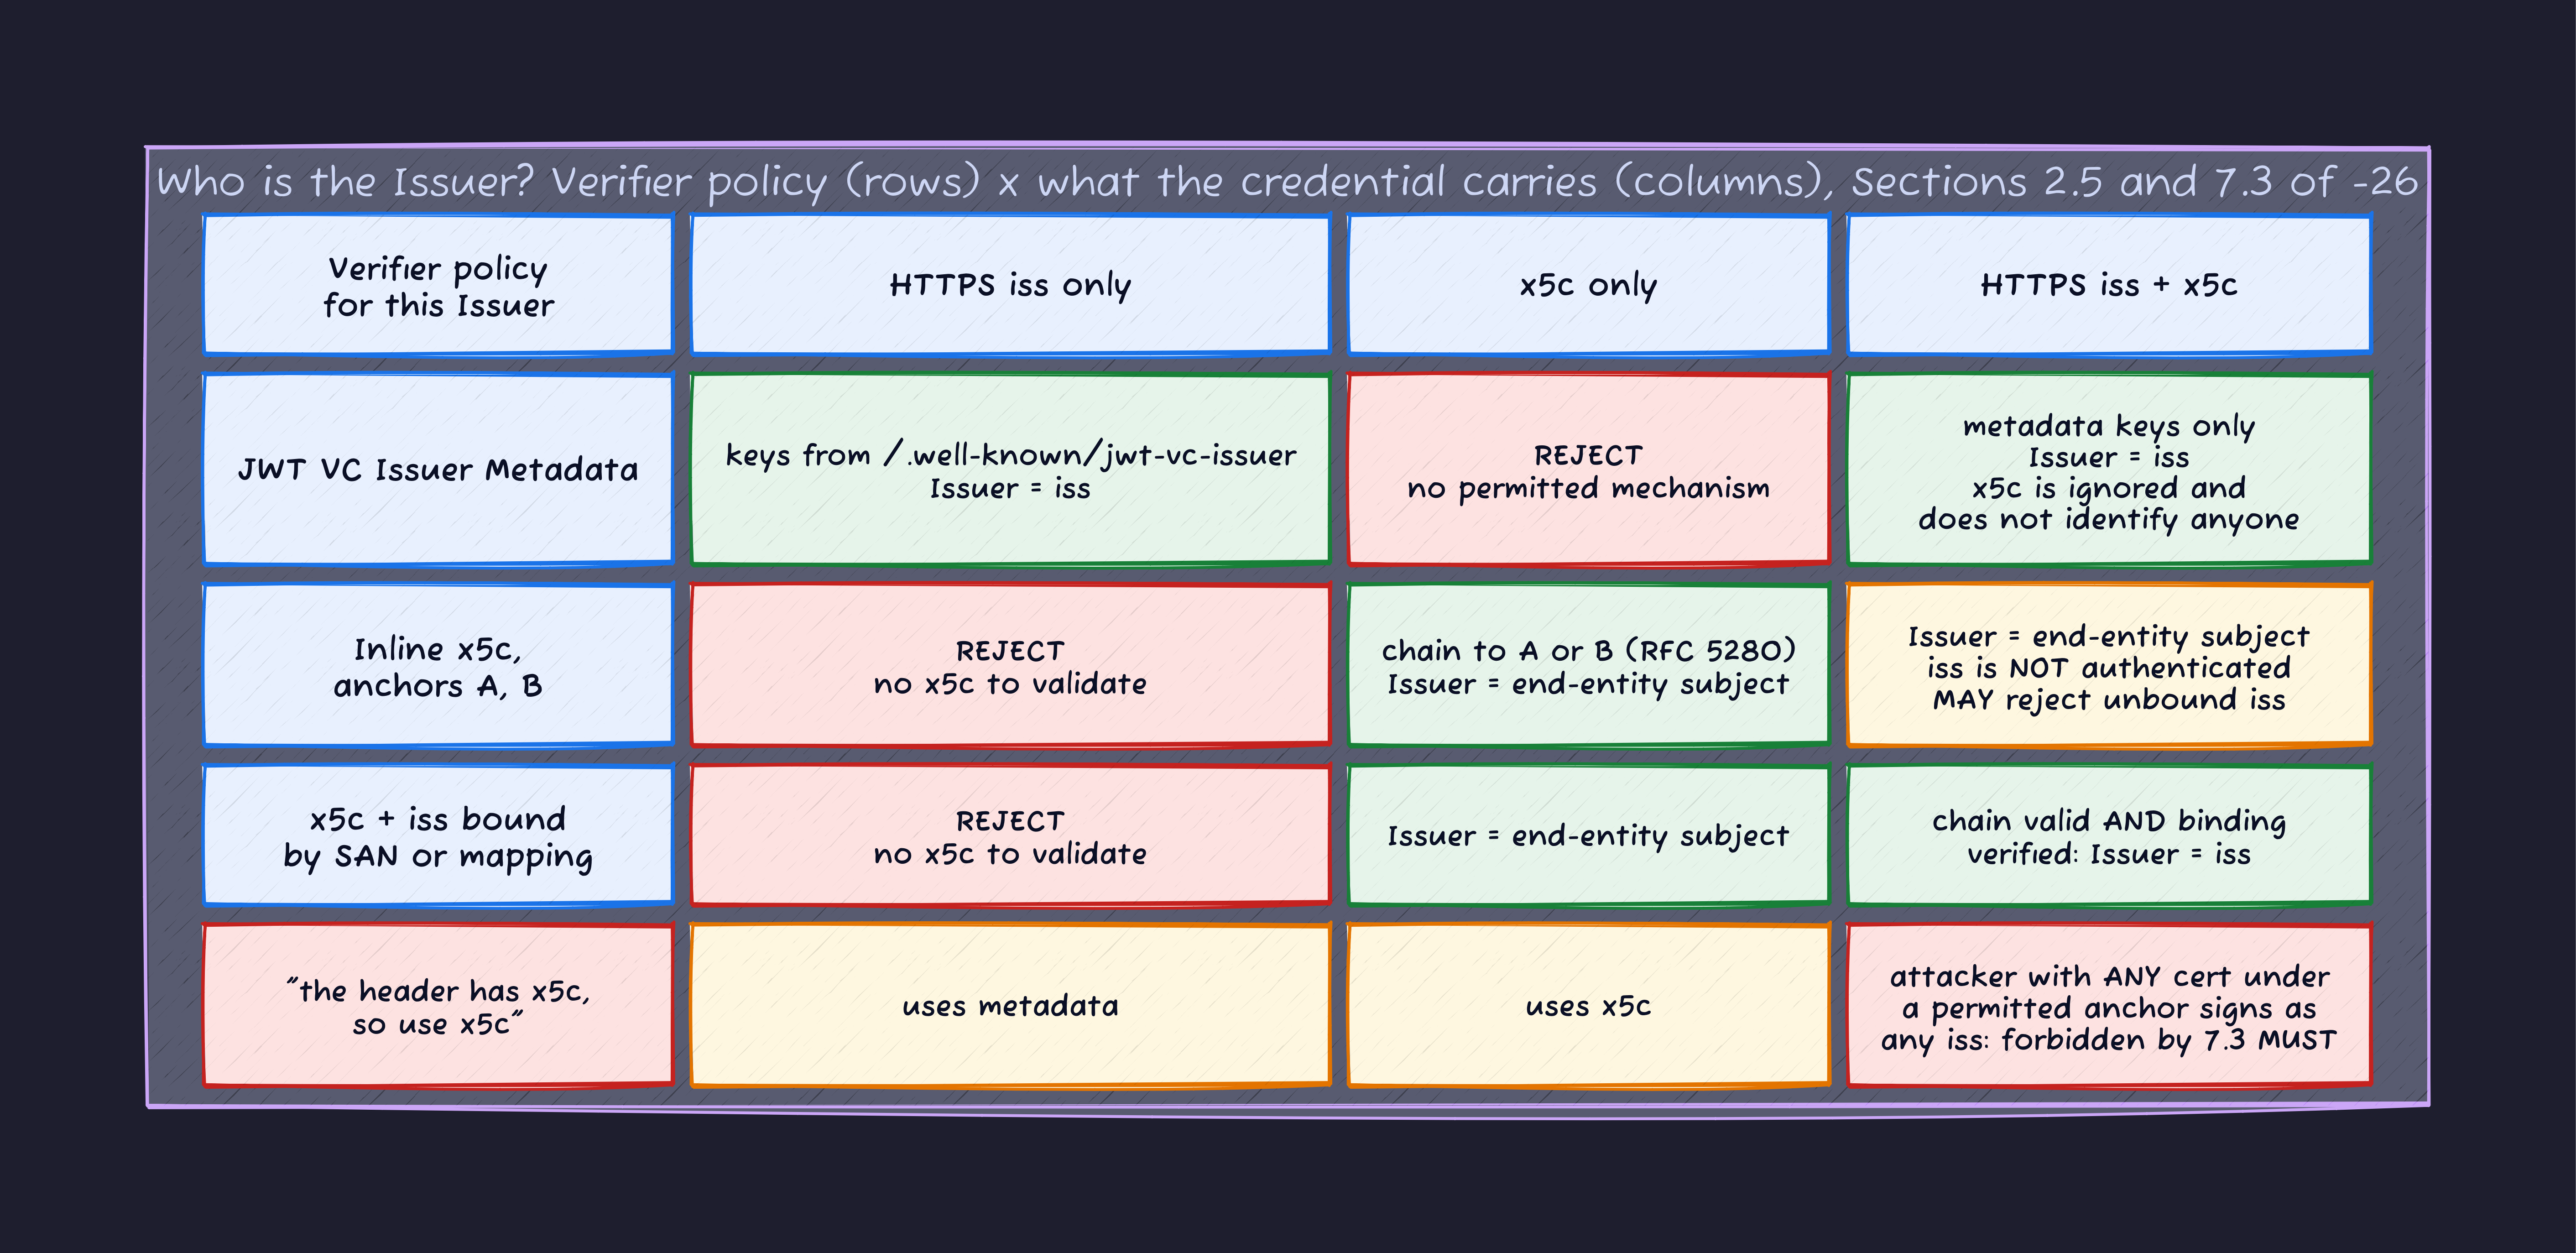 Who is the Issuer? Verifier policy (rows) x what the credential carries (columns), Sections 2.5 and 7.3 of -26
Verifier policy
for this Issuer
HTTPS iss only
x5c only
HTTPS iss + x5c
JWT VC Issuer Metadata
keys from /.well-known/jwt-vc-issuer
Issuer = iss
REJECT
no permitted mechanism
metadata keys only
Issuer = iss
x5c is ignored and
does not identify anyone
Inline x5c,
anchors A, B
REJECT
no x5c to validate
chain to A or B (RFC 5280)
Issuer = end-entity subject
Issuer = end-entity subject
iss is NOT authenticated
MAY reject unbound iss
x5c + iss bound
by SAN or mapping
REJECT
no x5c to validate
Issuer = end-entity subject
chain valid AND binding
verified: Issuer = iss
"the header has x5c,
so use x5c"
uses metadata
uses x5c
attacker with ANY cert under
a permitted anchor signs as
any iss: forbidden by 7.3 MUST